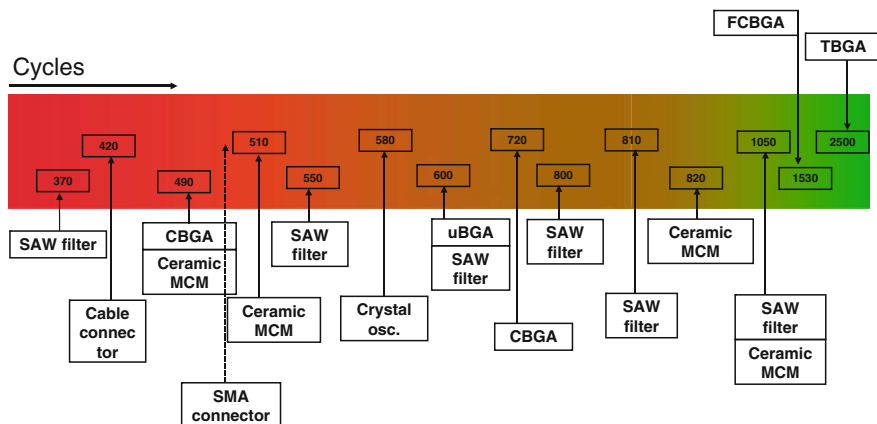 FCBGA
TBGA
Cycles
420
510
580
720
810
1050
2500
370
490
550
600
800
820
1530
SAW filter
CBGA
Ceramic
MCM
SAW
filter
uBGA
SAW
filter
SAW
filter
Ceramic
MCM
Cable
connec
tor
Ceramic
MCM
Crystal
osc.
CBGA
SAW
filter
SAW
filter
Ceramic
MCM
SMA
connector